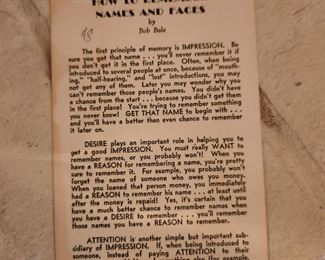 HOW TO REMEMBER
NAMES AND FACES
by
Bob Bale
The first principle of memory is IMPRESSION. Be
sure you get that name . . . you'll never remember it if
you don't get it in the first place. Often, when being
introduced to several people at once, because of "mouth-
ing," "half-hearing," and "lost" introductions, you may
not get any of them. Later you may wonder why you
can't remember those people's names. You didn't have
a chance from the start . . . because you didn't get them
in the first place! You're trying to remember something
you never knew! GET THAT NAME to begin with . . .
and you'll have a better than even chance to remember
it later on.
DESIRE plays an important role in helping you to
get a good IMPRESSION. You must really WANT to
remember names, or you probably won't! When you
have a REASON for remembering a name, you're pretty
sure to remember it. For example, you probably won't
forget the name of someone who owes you money.
When you loaned that person money, you immediately
had a REASON to remember his name . . . at least until
after the money is repaid! Yes, it's certain that you
have a much better chance to remember names when
you have a DESIRE to remember . . . you'll remember
those names you have a REASON to remember.
ATTENTION is another simple but important sub-
sidiary of IMPRESSION. If, when being introduced to
someone, instead of paying ATTENTION to their